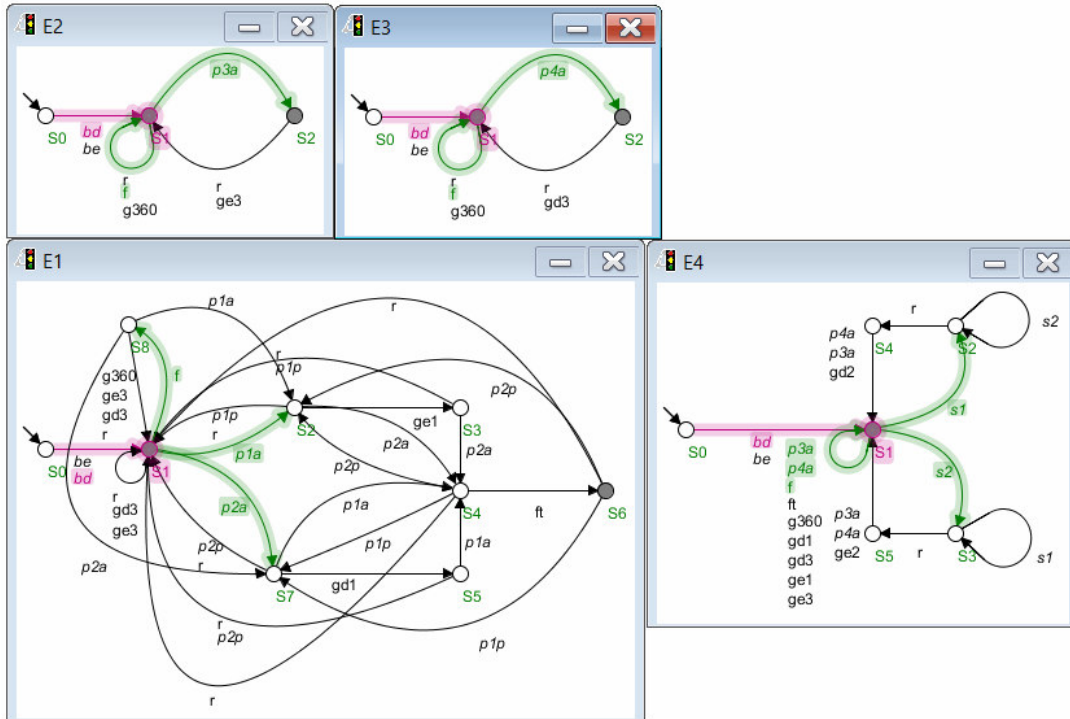 E2
p3a
S0
bd
be
S1
S2
r
f
g360
r
ge3
E3
p4a
S0
bd
be
S1
S2
r
f
g360
r
gd3
E1
p1a
r
S8
f
g360
ge3
gd3
r
r
p1p
p1p
r
p1a
p2p
S2
ge1
S3
p2a
p2a
p2p
S0
be
bd
S1
r
gd3
ge3
p2a
p1a
S4
ft
S6
p1p
p1a
p2p
r
p2a
S7
gd1
S5
r
p2p
p1p
r
E4
r
s2
p4a
p3a
gd2
S4
S2
s1
S0
bd
be
S1
p3a
p4a
f
ft
g360
gd1
gd3
ge1
ge3
s2
p3a
p4a
ge2
S5
r
S3
s1